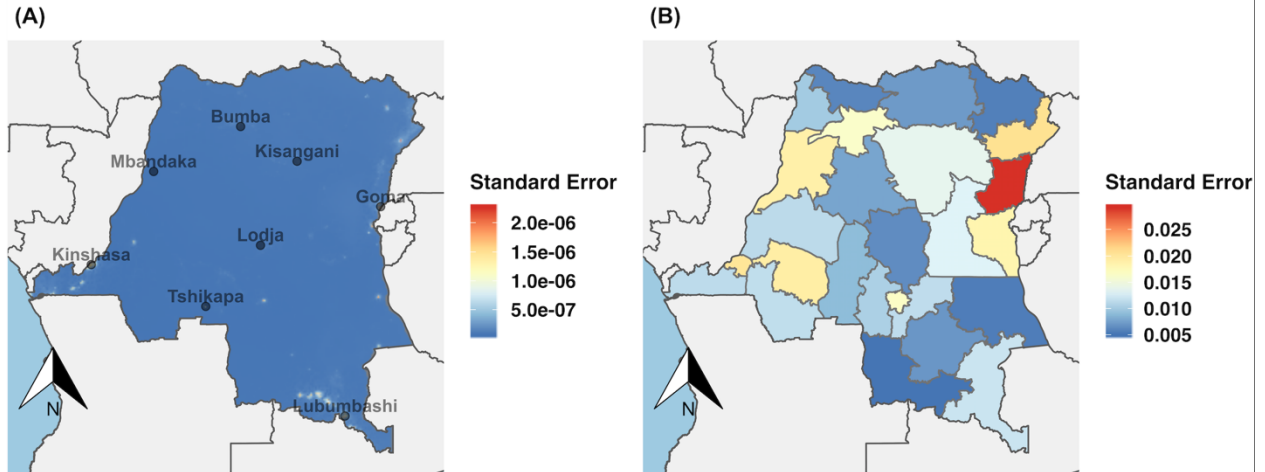 (A)
Bumba
Kisangani
Mbandaka
Goma
Lodja
Kinshasa
Tshikapa
Lubumbashi
N
Standard Error
2.0e-06
1.5e-06
1.0e-06
5.0e-07
(B)
N
Standard Error
0.025
0.020
0.015
0.010
0.005